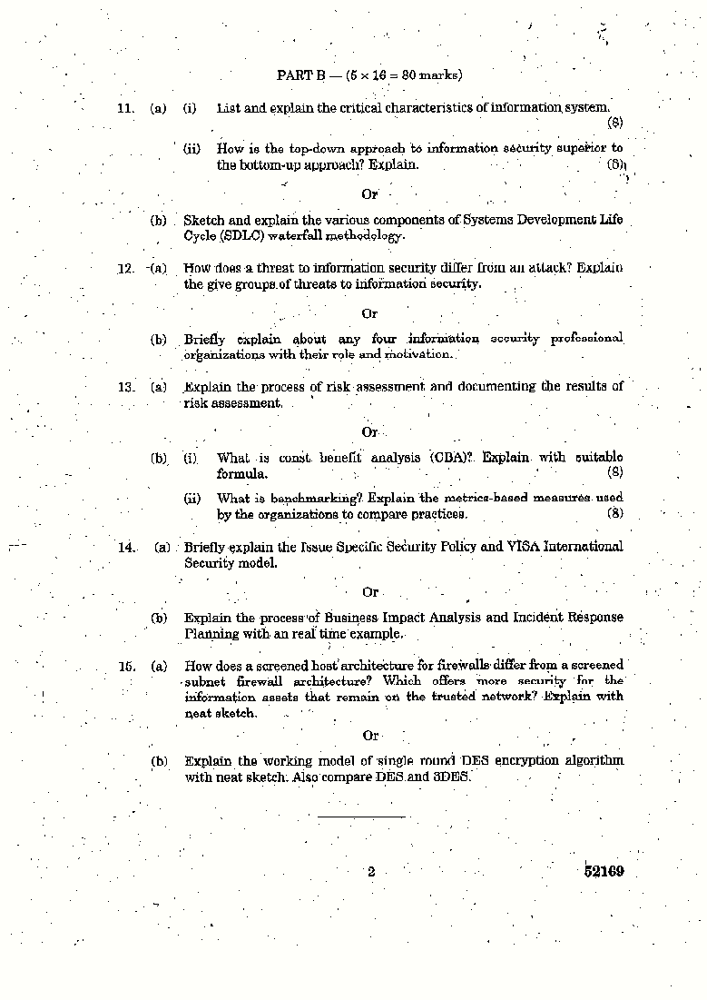 PART B — (5 × 16 = 80 marks)
11. (a) (i) List and explain the critical characteristics of information system.
(8)
(ii) How is the top-down approach to information security superior to
the bottom-up approach? Explain. (8)
Or
(b) Sketch and explain the various components of Systems Development Life
Cycle (SDLC) waterfall methodology.
12. (a) How does a threat to information security differ from an attack? Explain
the give groups of threats to information security.
Or
(b) Briefly explain about any four information security professional
organizations with their role and motivation.
13. (a) Explain the process of risk assessment and documenting the results of
risk assessment.
Or
(b) (i) What is const benefit analysis (CBA)? Explain with suitable
formula. (8)
(ii) What is benchmarking? Explain the metrics-based measures used
by the organizations to compare practices. (8)
14. (a) Briefly explain the Issue Specific Security Policy and VISA International
Security model.
Or
(b) Explain the process of Business Impact Analysis and Incident Response
Planning with an real time example.
15. (a) How does a screened host architecture for firewalls differ from a screened
subnet firewall architecture? Which offers more security for the
information assets that remain on the trusted network? Explain with
neat sketch.
Or
(b) Explain the working model of single round DES encryption algorithm
with neat sketch. Also compare DES and 3DES.
2 52169